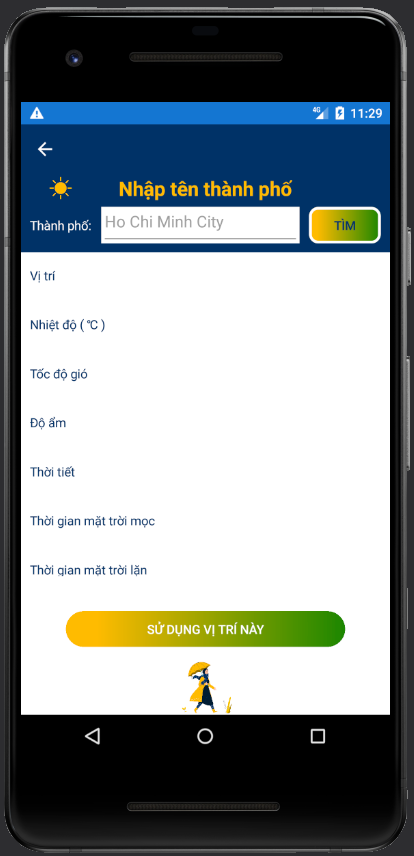 4G 11:29
Nhập tên thành phố
Thành phố: Ho Chi Minh City TÌM
Vị trí
Nhiệt độ ( ℃ )
Tốc độ gió
Độ ẩm
Thời tiết
Thời gian mặt trời mọc
Thời gian mặt trời lặn
SỬ DỤNG VỊ TRÍ NÀY